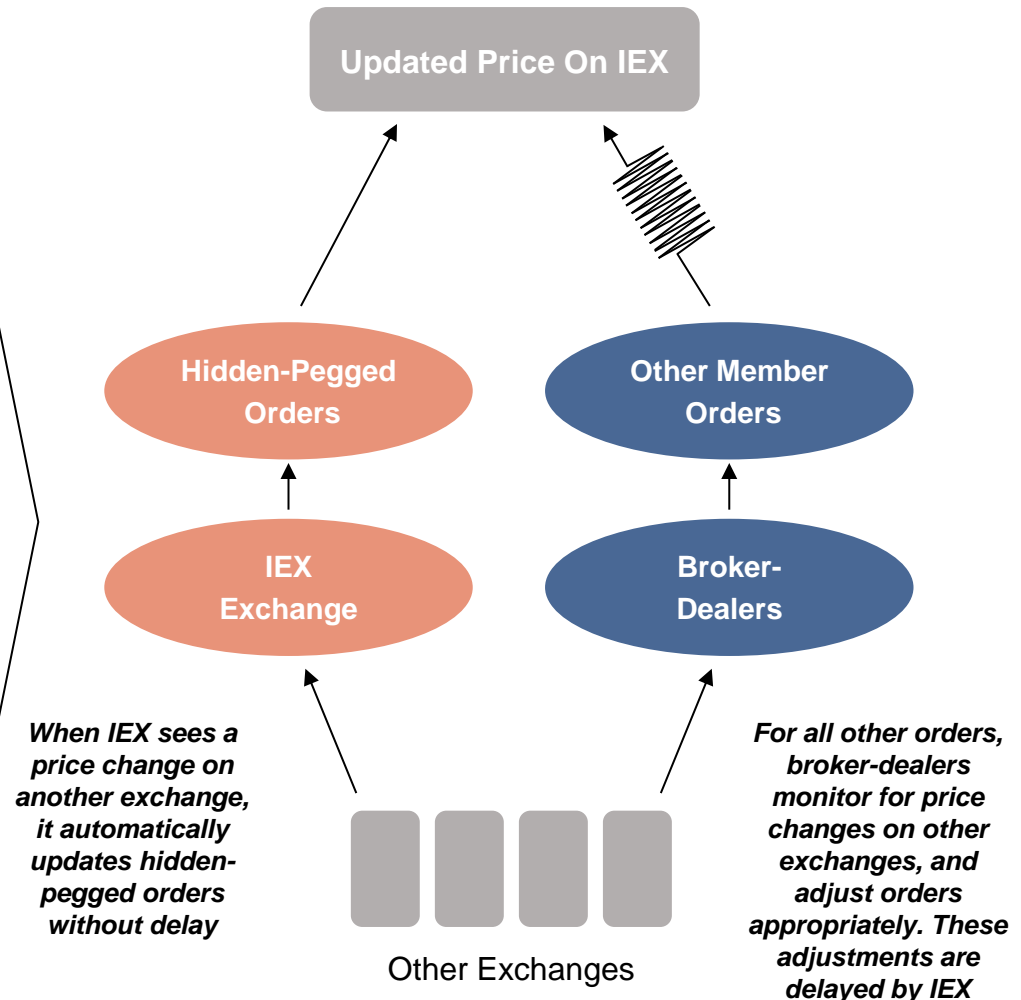 Updated Price On IEX
Hidden-Pegged
Orders
Other Member
Orders
IEX
Exchange
Broker-
Dealers
When IEX sees a
price change on
another exchange,
it automatically
updates hidden-
pegged orders
without delay
For all other orders,
broker-dealers
monitor for price
changes on other
exchanges, and
adjust orders
appropriately. These
adjustments are
delayed by IEX
Other Exchanges